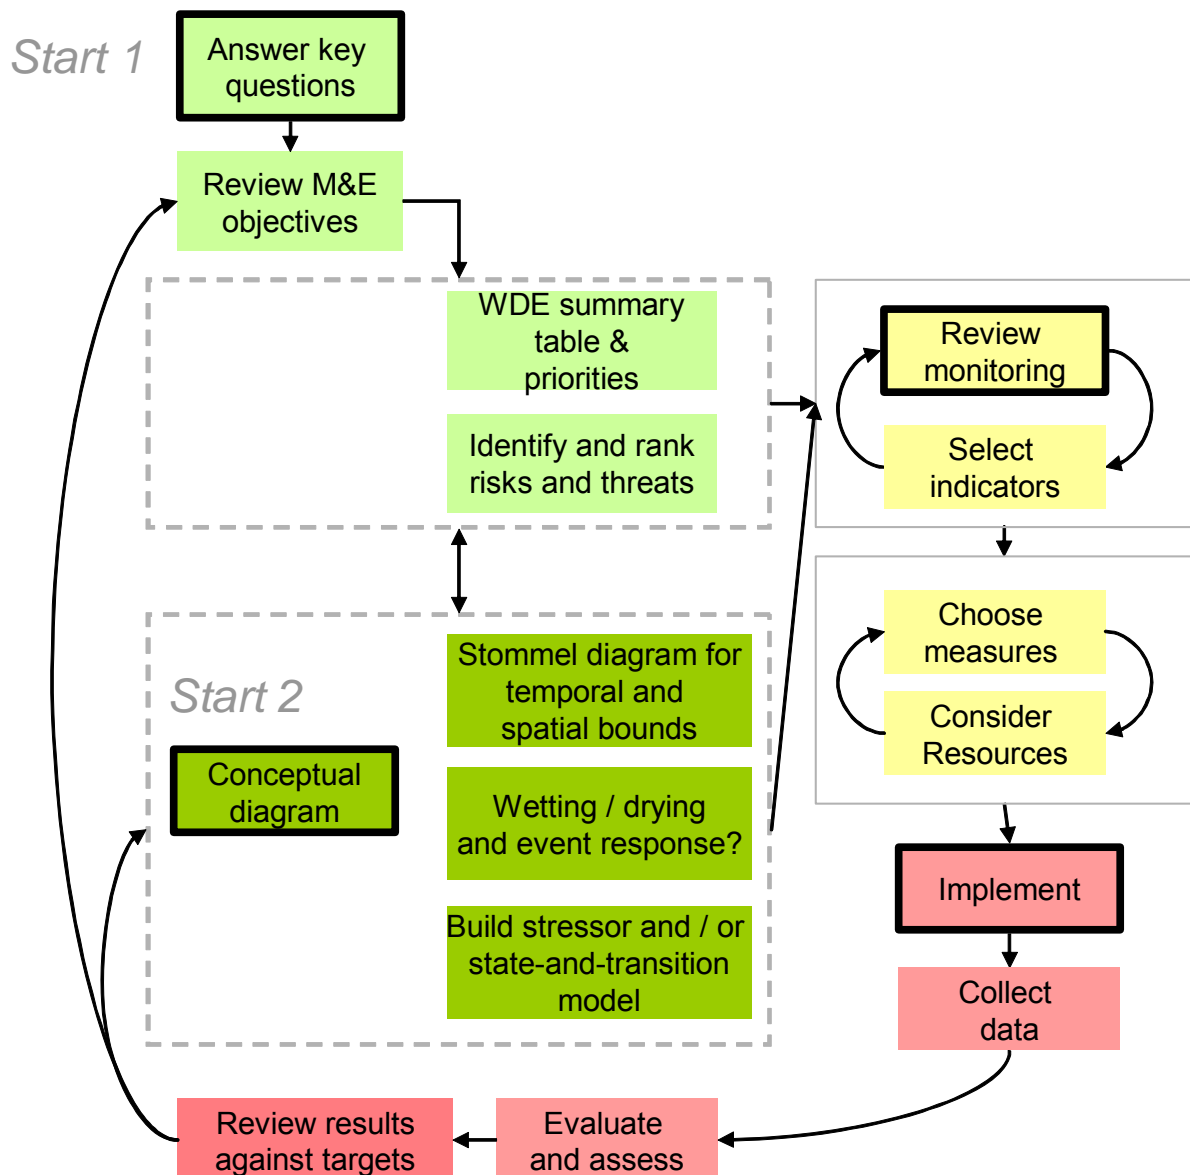 Start 1
Answer key
questions
Review M&E
objectives
WDE summary
table &
priorities
Identify and rank
risks and threats
Review
monitoring
Select
indicators
Choose
measures
Consider
Resources
Start 2
Conceptual
diagram
Stommel diagram for
temporal and
spatial bounds
Wetting / drying
and event response?
Build stressor and / or
state-and-transition
model
Implement
Collect
data
Evaluate
and assess
Review results
against targets